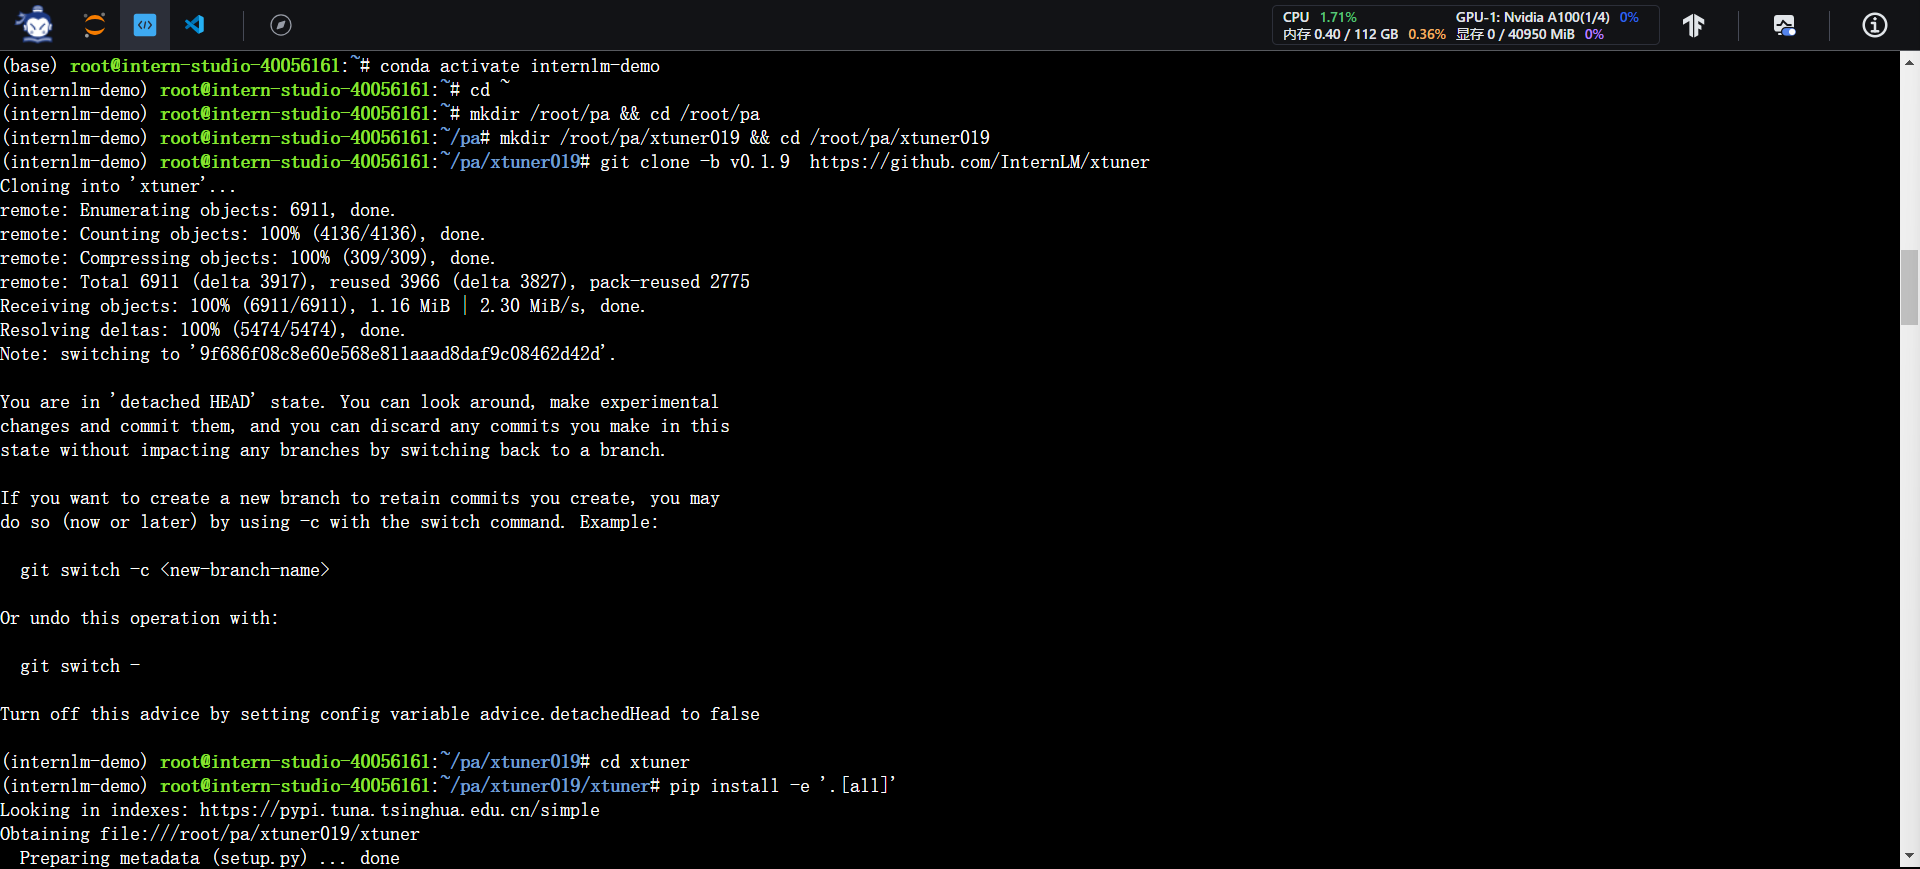 CPU 1.71% GPU-1: Nvidia A100(1/4) 0%
内存 0.40 / 112 GB 0.36% 显存 0 / 40950 MiB 0%
(base) root@intern-studio-40056161:~# conda activate internlm-demo
(internlm-demo) root@intern-studio-40056161:~# cd ~
(internlm-demo) root@intern-studio-40056161:~# mkdir /root/pa && cd /root/pa
(internlm-demo) root@intern-studio-40056161:~/pa# mkdir /root/pa/xtuner019 && cd /root/pa/xtuner019
(internlm-demo) root@intern-studio-40056161:~/pa/xtuner019# git clone -b v0.1.9  https://github.com/InternLM/xtuner
Cloning into 'xtuner'...
remote: Enumerating objects: 6911, done.
remote: Counting objects: 100% (4136/4136), done.
remote: Compressing objects: 100% (309/309), done.
remote: Total 6911 (delta 3917), reused 3966 (delta 3827), pack-reused 2775
Receiving objects: 100% (6911/6911), 1.16 MiB | 2.30 MiB/s, done.
Resolving deltas: 100% (5474/5474), done.
Note: switching to '9f686f08c8e60e568e811aaad8daf9c08462d42d'.
You are in 'detached HEAD' state. You can look around, make experimental
changes and commit them, and you can discard any commits you make in this
state without impacting any branches by switching back to a branch.
If you want to create a new branch to retain commits you create, you may
do so (now or later) by using -c with the switch command. Example:
git switch -c <new-branch-name>
Or undo this operation with:
git switch -
Turn off this advice by setting config variable advice.detachedHead to false
(internlm-demo) root@intern-studio-40056161:~/pa/xtuner019# cd xtuner
(internlm-demo) root@intern-studio-40056161:~/pa/xtuner019/xtuner# pip install -e '.[all]'
Looking in indexes: https://pypi.tuna.tsinghua.edu.cn/simple
Obtaining file:///root/pa/xtuner019/xtuner
Preparing metadata (setup.py) ... done